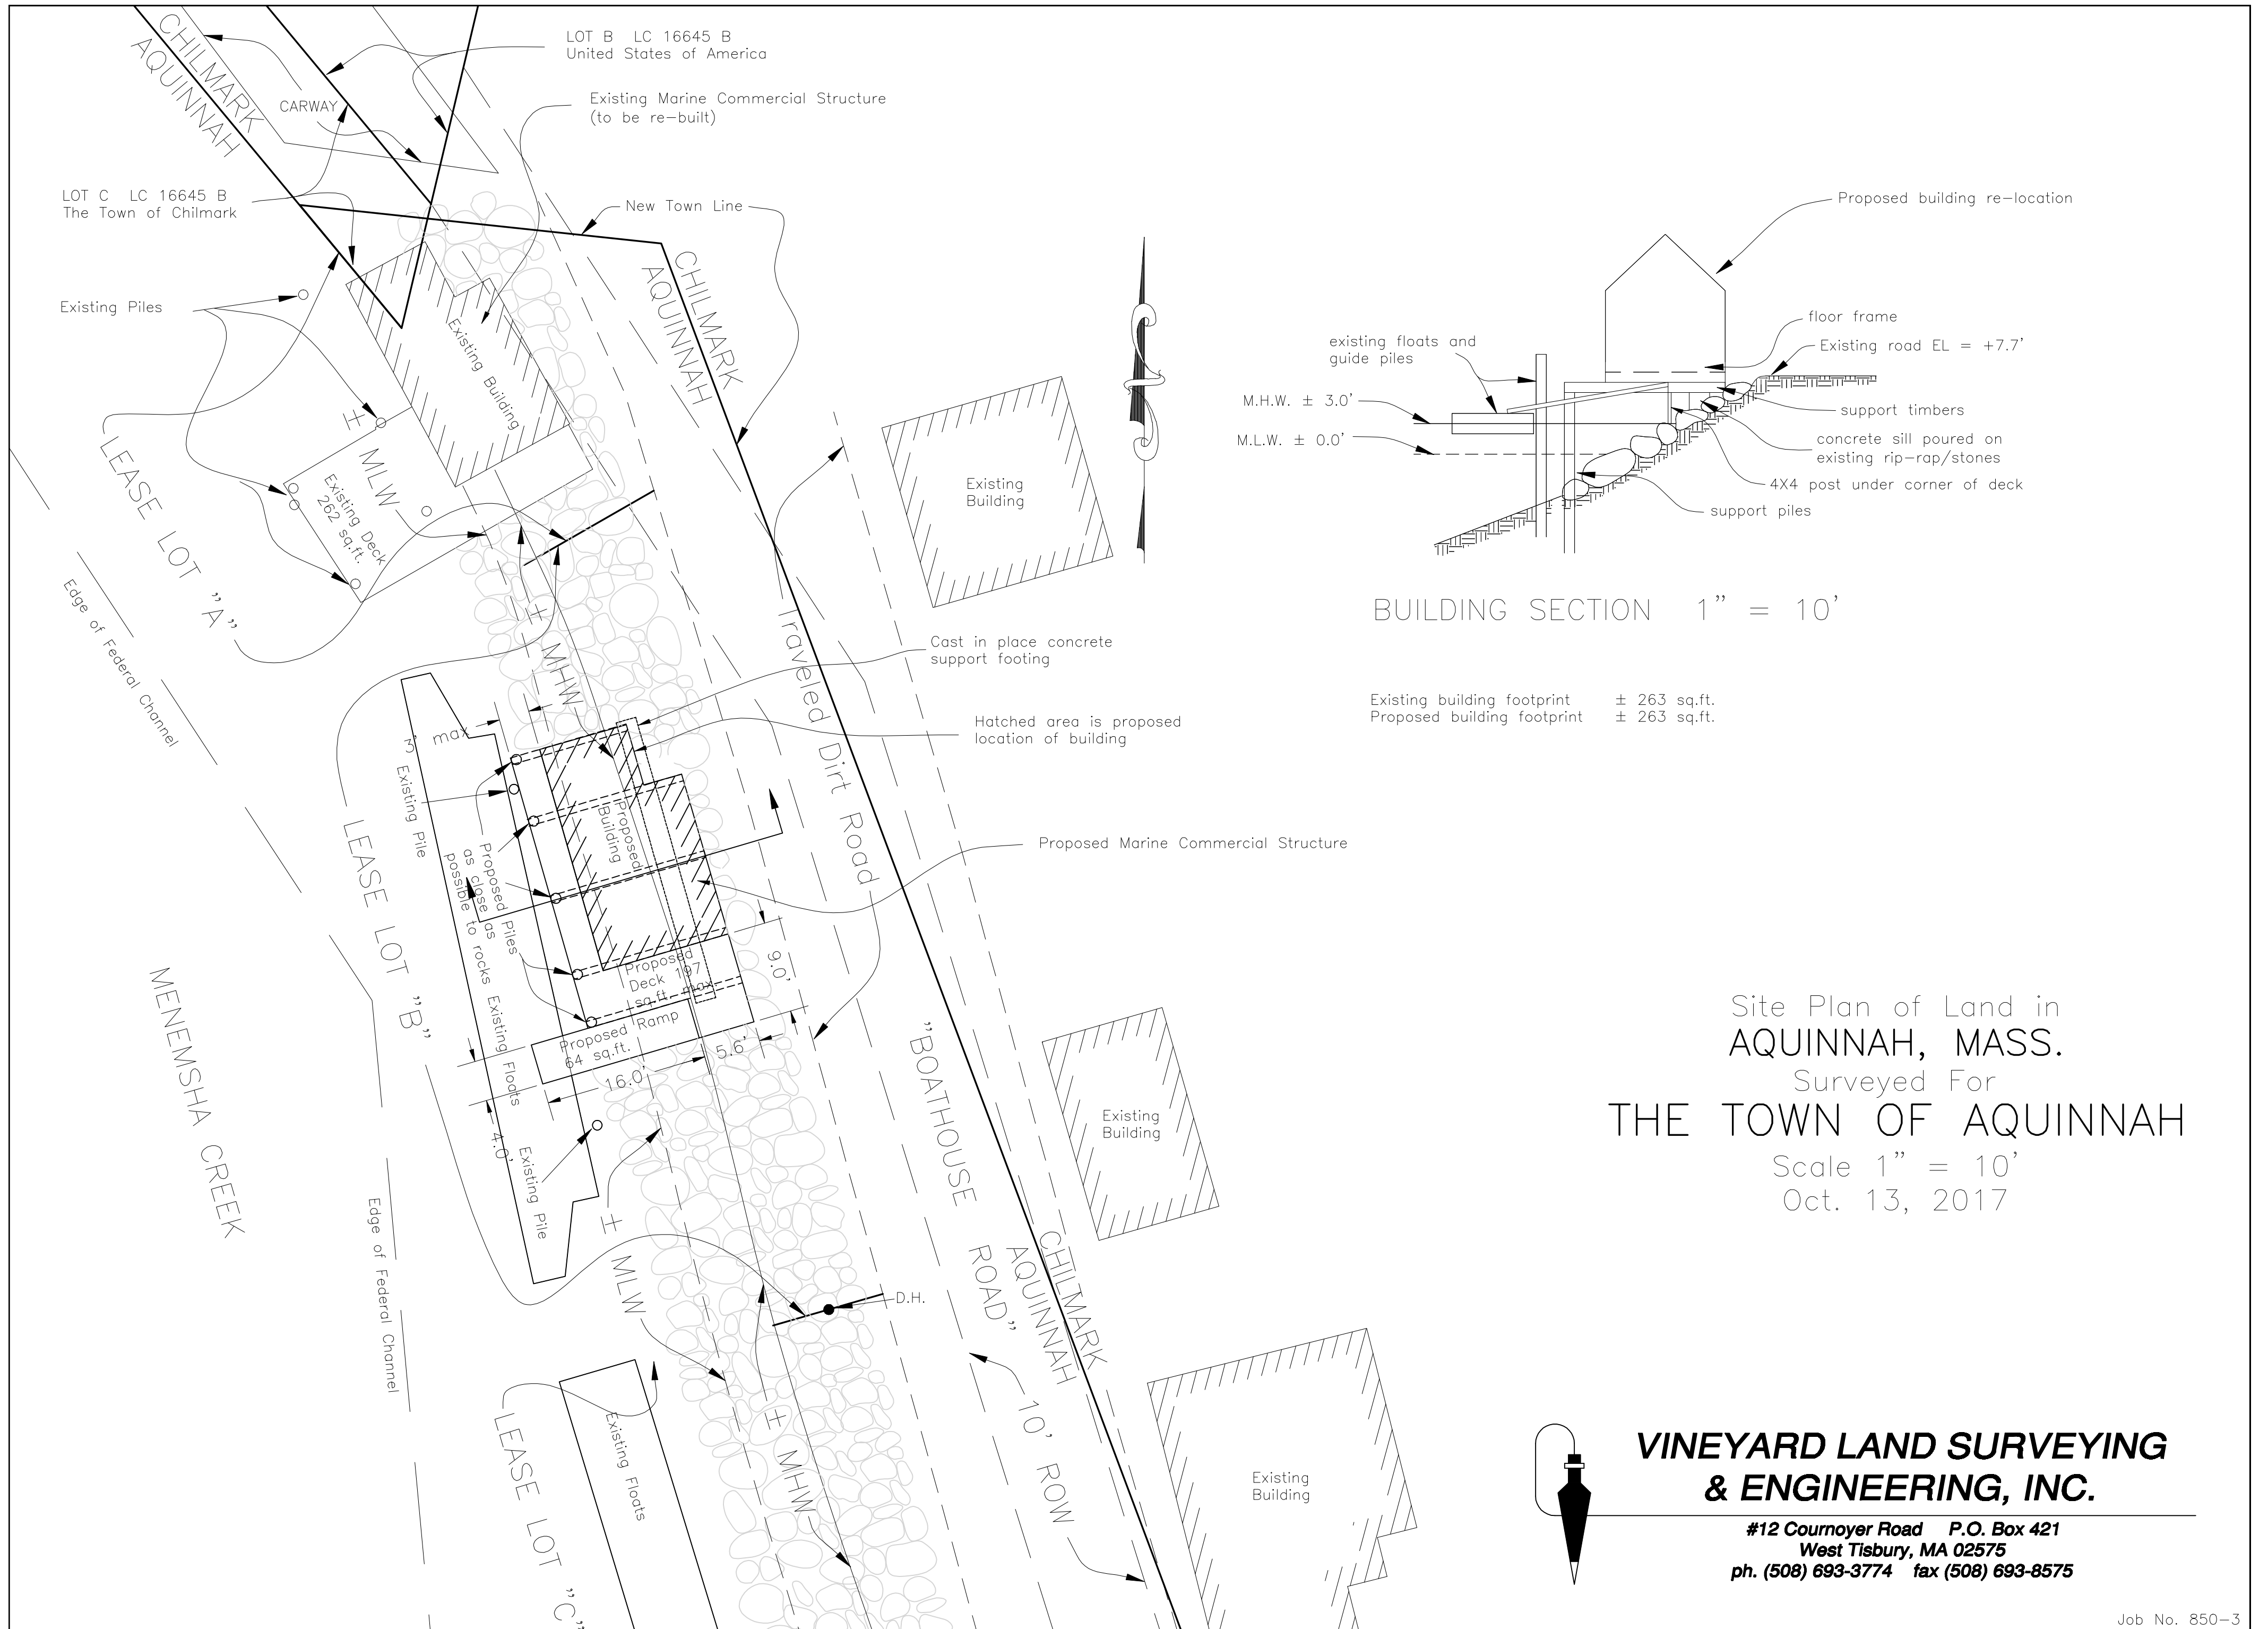 CHILMARK
AQUINNAH
LOT B LC 16645 B
United States of America
CARWAY
Existing Marine Commercial Structure
(to be re-built)
LOT C LC 16645 B
The Town of Chilmark
New Town Line
Existing Piles
Existing Building
CHILMARK
AQUINNAH
± MLW
Existing Deck
262 sq.ft.
LEASE LOT "A"
Edge of Federal Channel
Existing
Building
± MHW
Cast in place concrete
support footing
Hatched area is proposed
location of building
Traveled Dirt Road
3' max
Existing Pile
Proposed
Building
Proposed Piles
as close as
possible to rocks
Proposed Marine Commercial Structure
LEASE LOT "B"
Proposed
Deck 197
sq.ft. max
9.0'
Existing Floats
Proposed Ramp
64 sq.ft.
5.6'
16.0'
4.0'
Existing Pile
MENEMSHA CREEK
Edge of Federal Channel
± MLW
"BOATHOUSE ROAD"
Existing
Building
CHILMARK
AQUINNAH
D.H.
10' ROW
LEASE LOT "C"
Existing Floats
± MHW
Existing
Building
Proposed building re-location
floor frame
Existing road EL = +7.7'
existing floats and
guide piles
M.H.W. ± 3.0'
M.L.W. ± 0.0'
support timbers
concrete sill poured on
existing rip-rap/stones
4X4 post under corner of deck
support piles
BUILDING SECTION 1" = 10'
Existing building footprint ± 263 sq.ft.
Proposed building footprint ± 263 sq.ft.
Site Plan of Land in
AQUINNAH, MASS.
Surveyed For
THE TOWN OF AQUINNAH
Scale 1" = 10'
Oct. 13, 2017
VINEYARD LAND SURVEYING
& ENGINEERING, INC.
#12 Cournoyer Road P.O. Box 421
West Tisbury, MA 02575
ph. (508) 693-3774 fax (508) 693-8575
Job No. 850-3